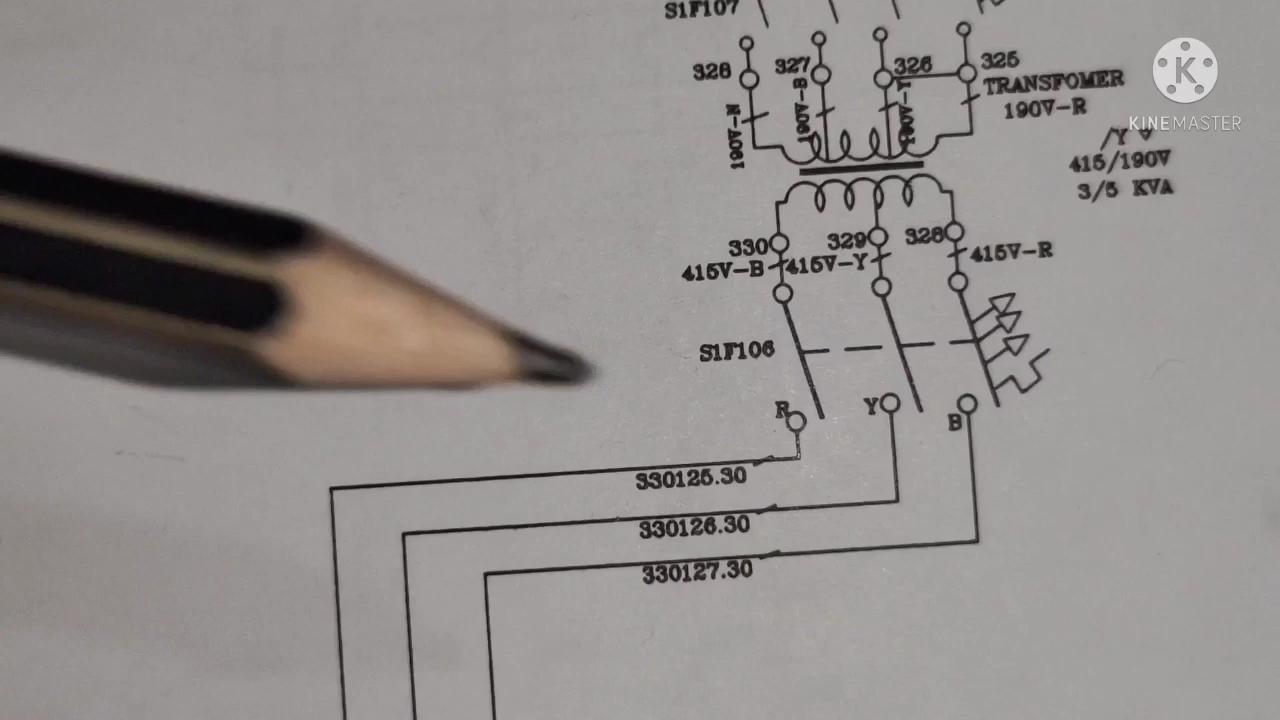 S1F107
328 327 326 325
TRANSFOMER
190V-N 190V-B 190V-Y 190V-R
K
KINEMASTER
/Y
415/190V
3/5 KVA
330 329 328
415V-B 415V-Y 415V-R
S1F106
R Y B
330125.30
330126.30
330127.30